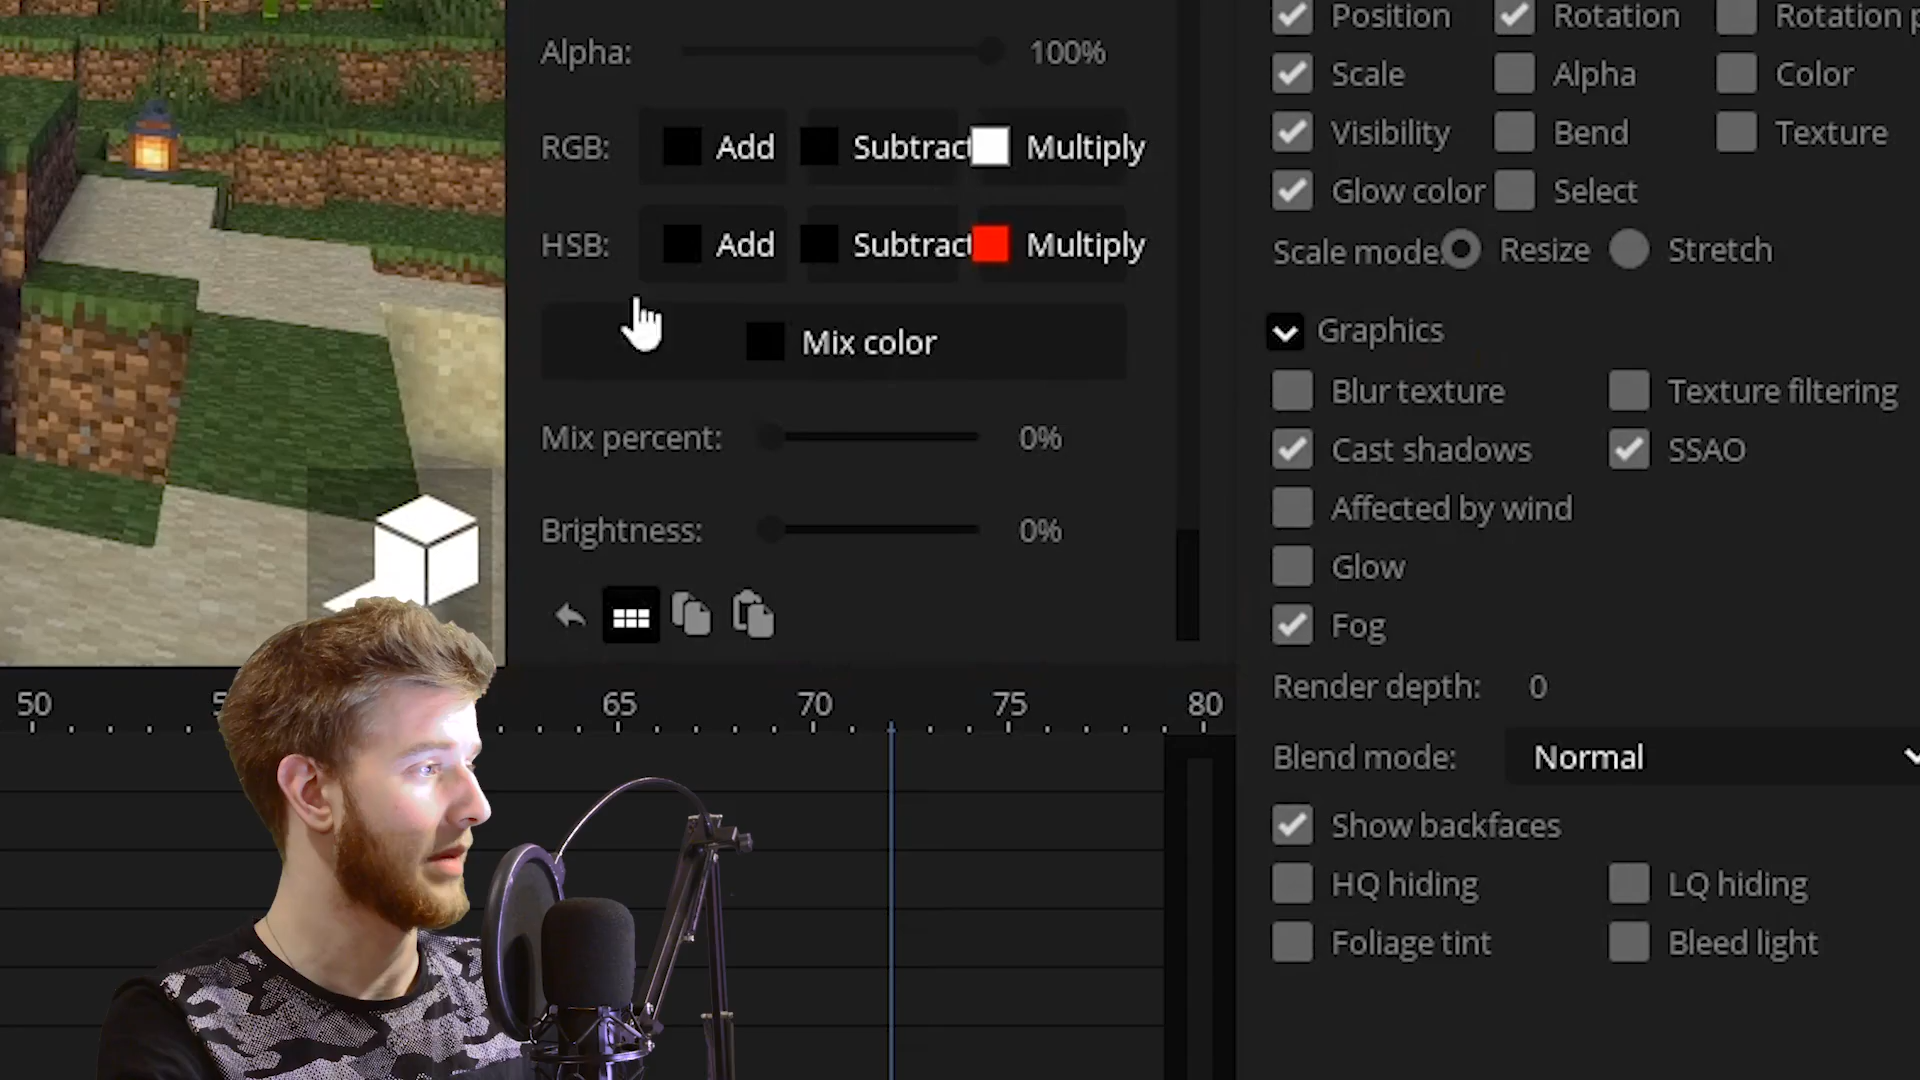 Alpha: 100%
RGB: Add Subtract Multiply
HSB: Add Subtract Multiply
Mix color
Mix percent: 0%
Brightness: 0%
50 65 70 75 80
Position Rotation Rotation
Scale Alpha Color
Visibility Bend Texture
Glow color Select
Scale mode: Resize Stretch
Graphics
Blur texture Texture filtering
Cast shadows SSAO
Affected by wind
Glow
Fog
Render depth: 0
Blend mode: Normal
Show backfaces
HQ hiding LQ hiding
Foliage tint Bleed light